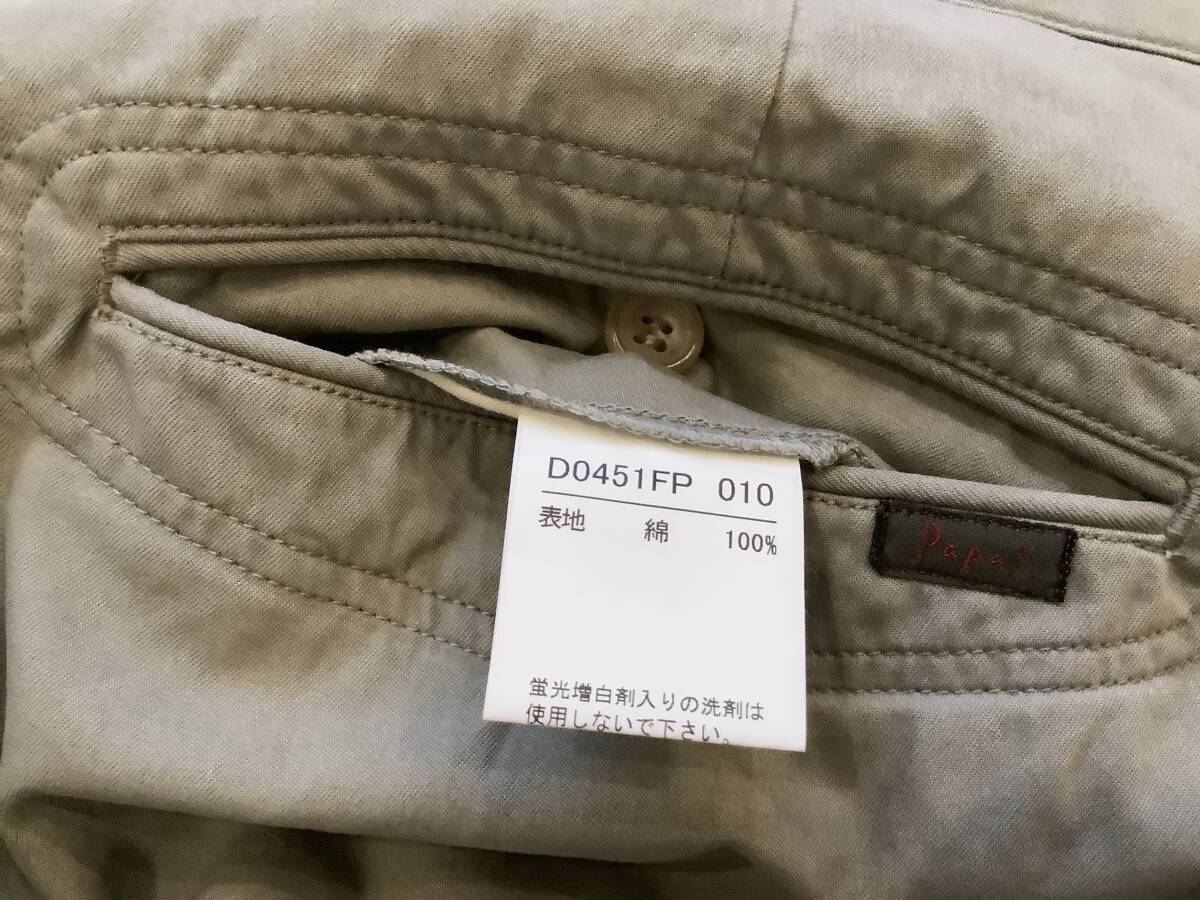 D0451FP 010
表地 綿 100%
蛍光増白剤入りの洗剤は
使用しないで下さい。
Papas